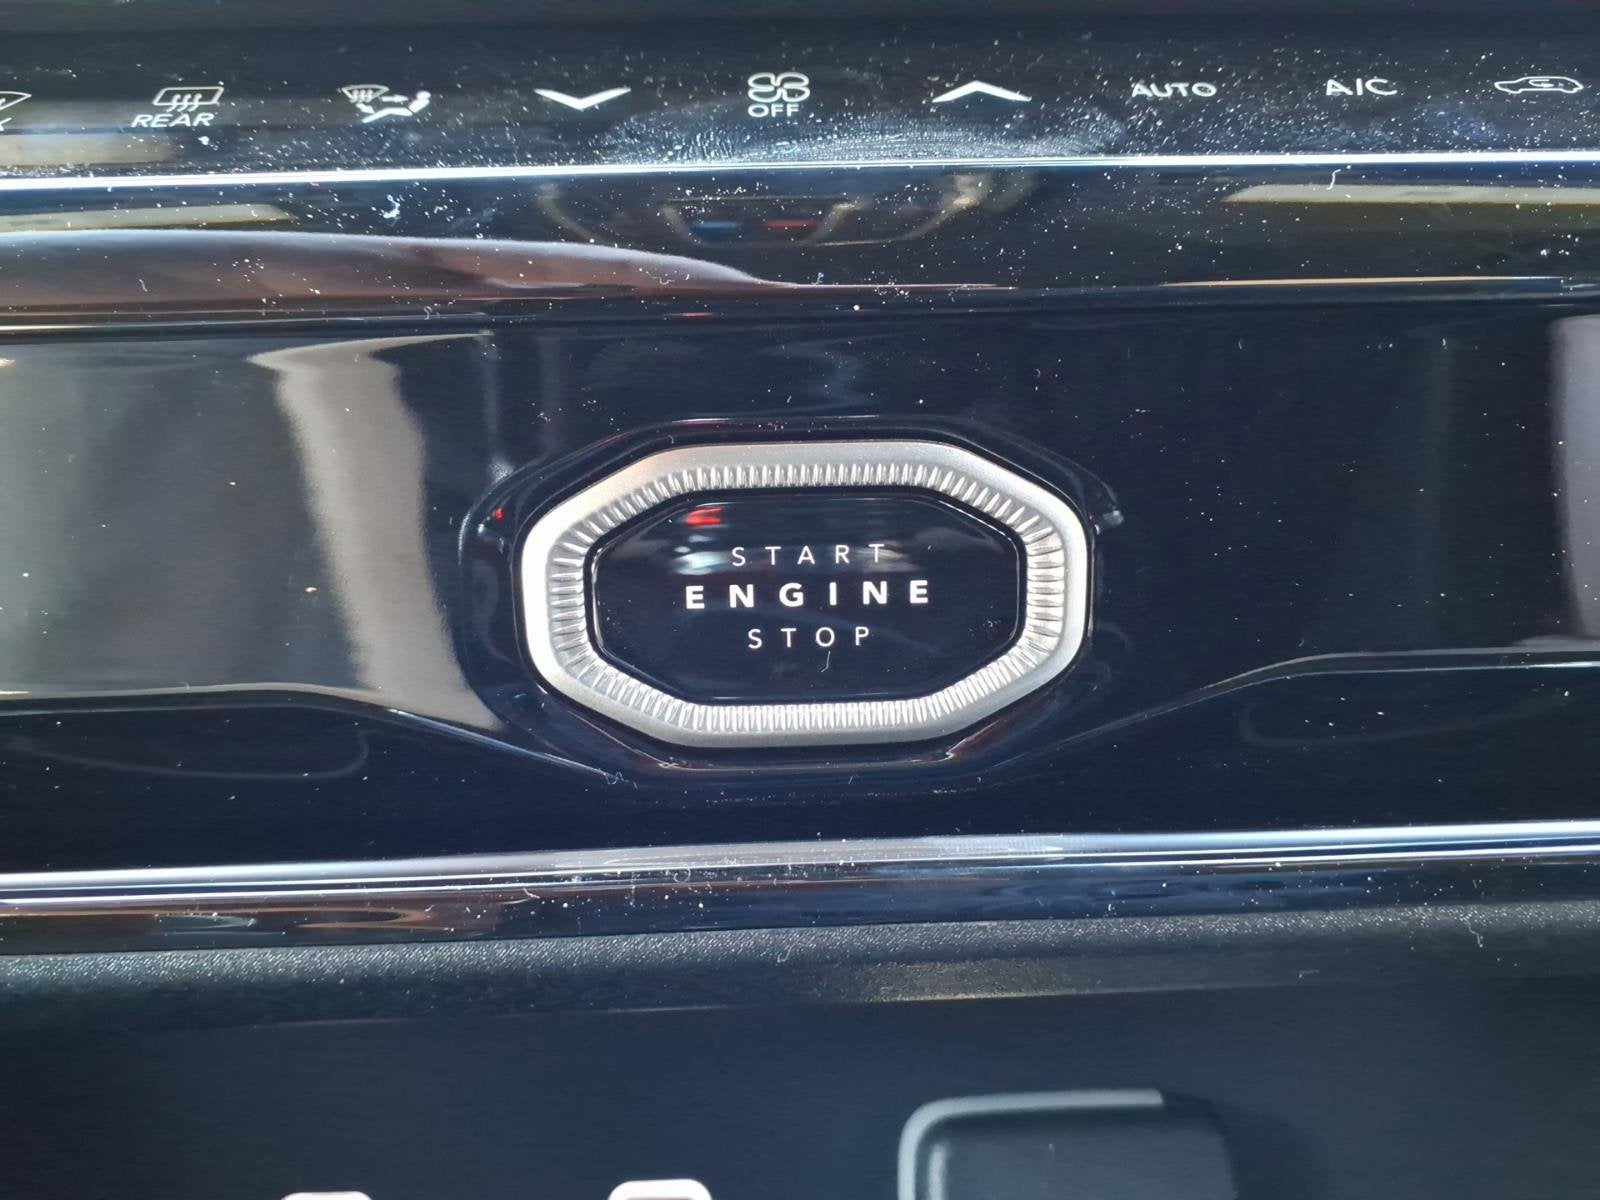 REAR
OFF
AUTO
A/C
START
ENGINE
STOP